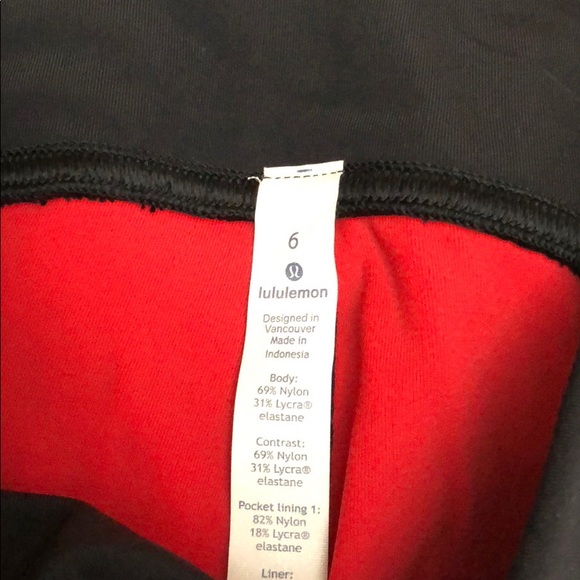 6
lululemon
Designed in
Vancouver
Made in
Indonesia
Body:
69% Nylon
31% Lycra®
elastane
Contrast:
69% Nylon
31% Lycra®
elastane
Pocket lining 1:
82% Nylon
18% Lycra®
elastane
Liner: